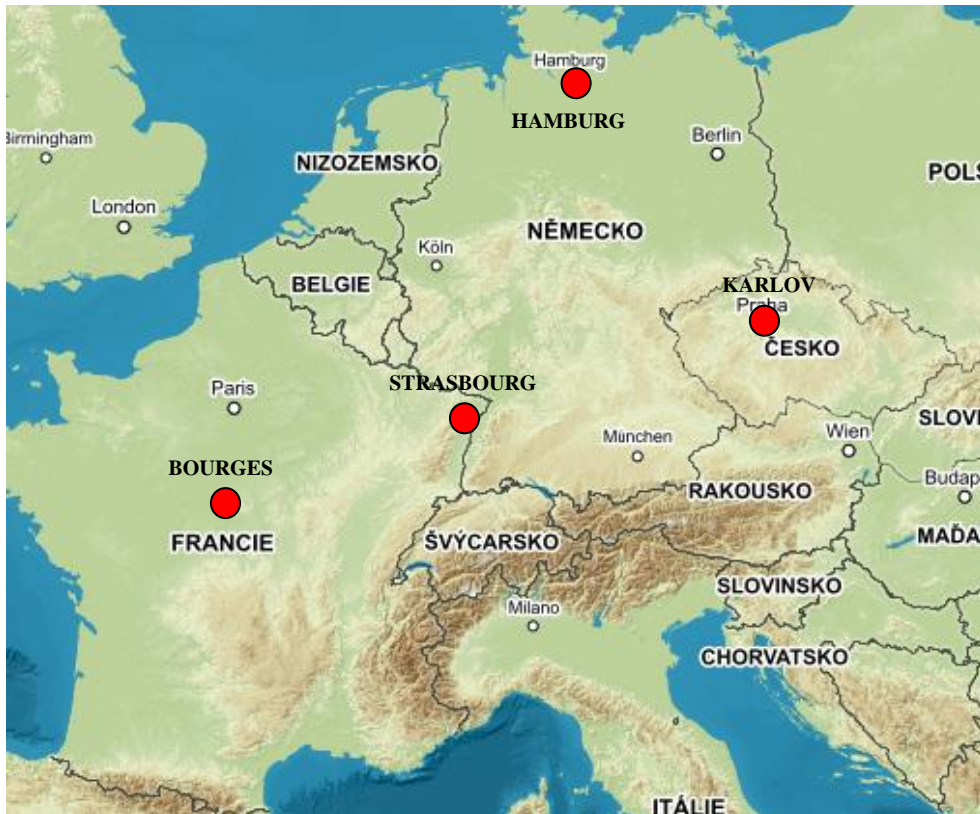 Hamburg
HAMBURG
Birmingham
Berlin
NIZOZEMSKO
POLS
London
NĚMECKO
Köln
BELGIE
KARLOV
Praha
ČESKO
STRASBOURG
Paris
SLOVE
München
Wien
BOURGES
Budap
RAKOUSKO
FRANCIE
ŠVÝCARSKO
MAĎA
SLOVINSKO
Milano
CHORVATSKO
ITÁLIE